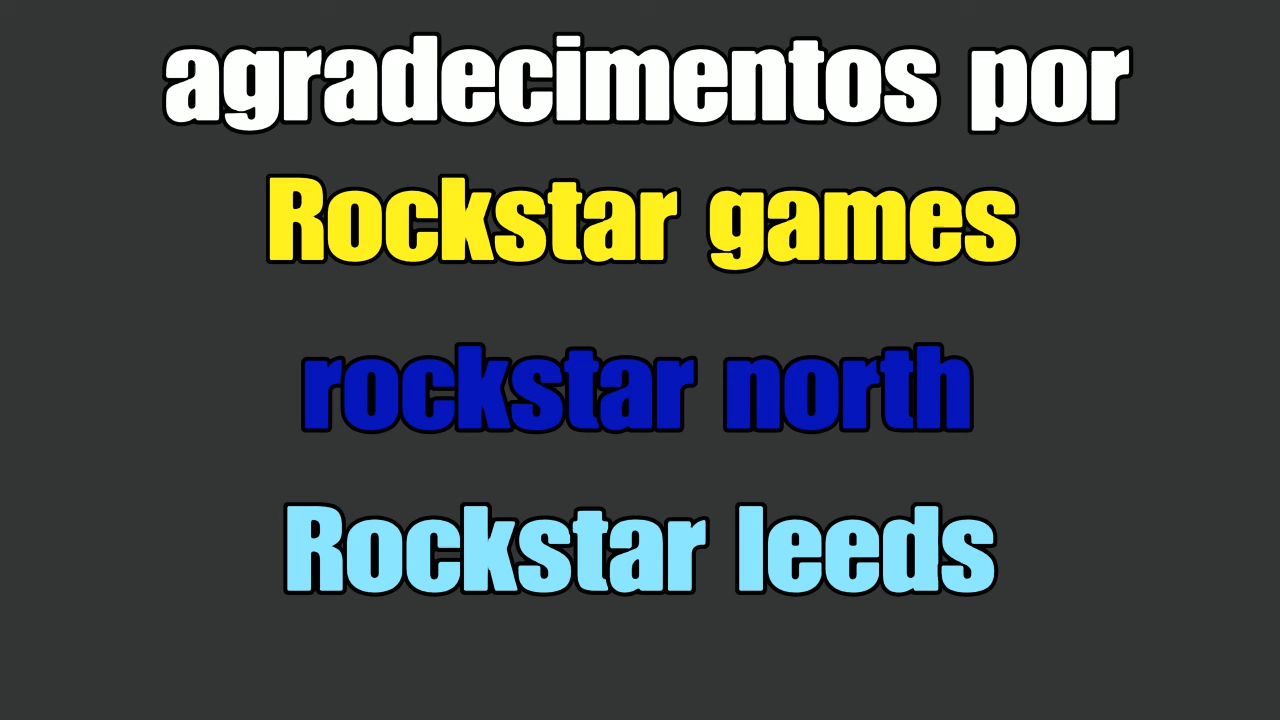 agradecimentos por
Rockstar games
rockstar north
Rockstar leeds